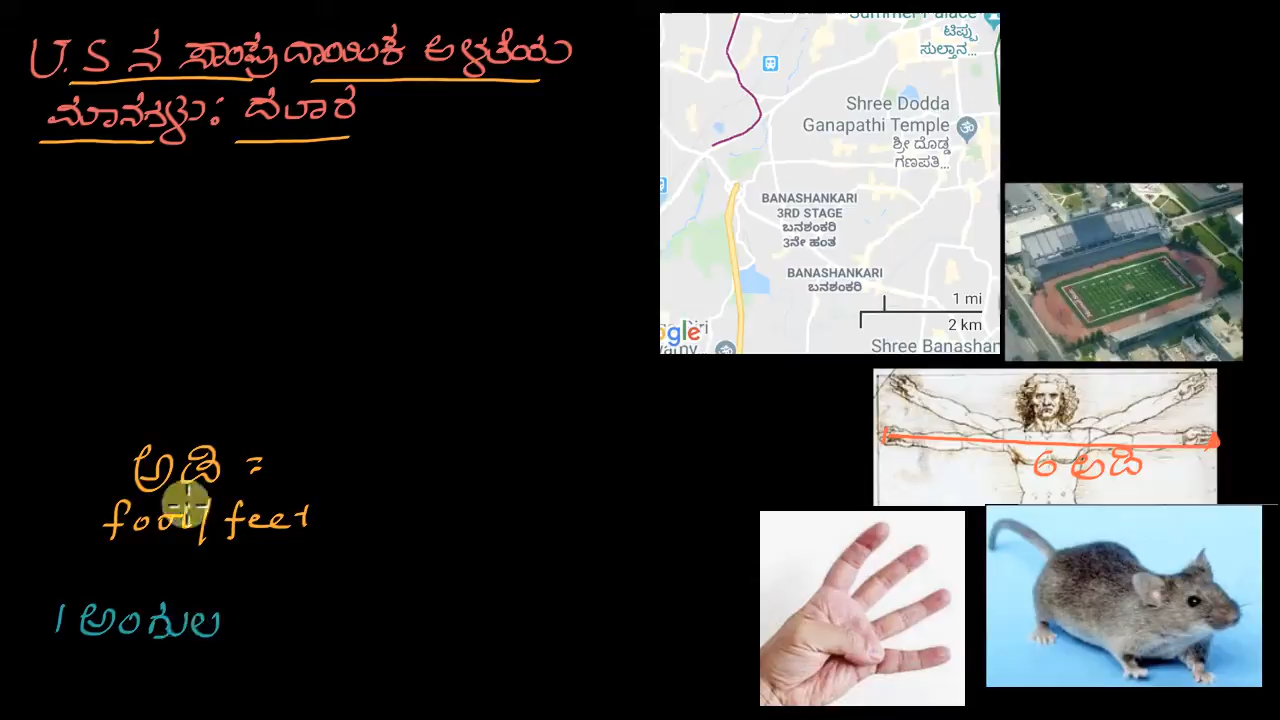 U.S ನ ಸಾಂಪ್ರದಾಯಿಕ ಅಳತೆಯ
ಮಾನಗಳು: ದೂರ
Summer Palace
ಟಿಪ್ಪು
ಸುಲ್ತಾನ...
Shree Dodda
Ganapathi Temple
ಶ್ರೀ ದೊಡ್ಡ
ಗಣಪತಿ...
BANASHANKARI
3RD STAGE
ಬನಶಂಕರಿ
3ನೇ ಹಂತ
BANASHANKARI
ಬನಶಂಕರಿ
1 mi
2 km
Shree Banashan
6 ಅಡಿ
ಅಡಿ =
foot/ feet
1 ಅಂಗುಲ